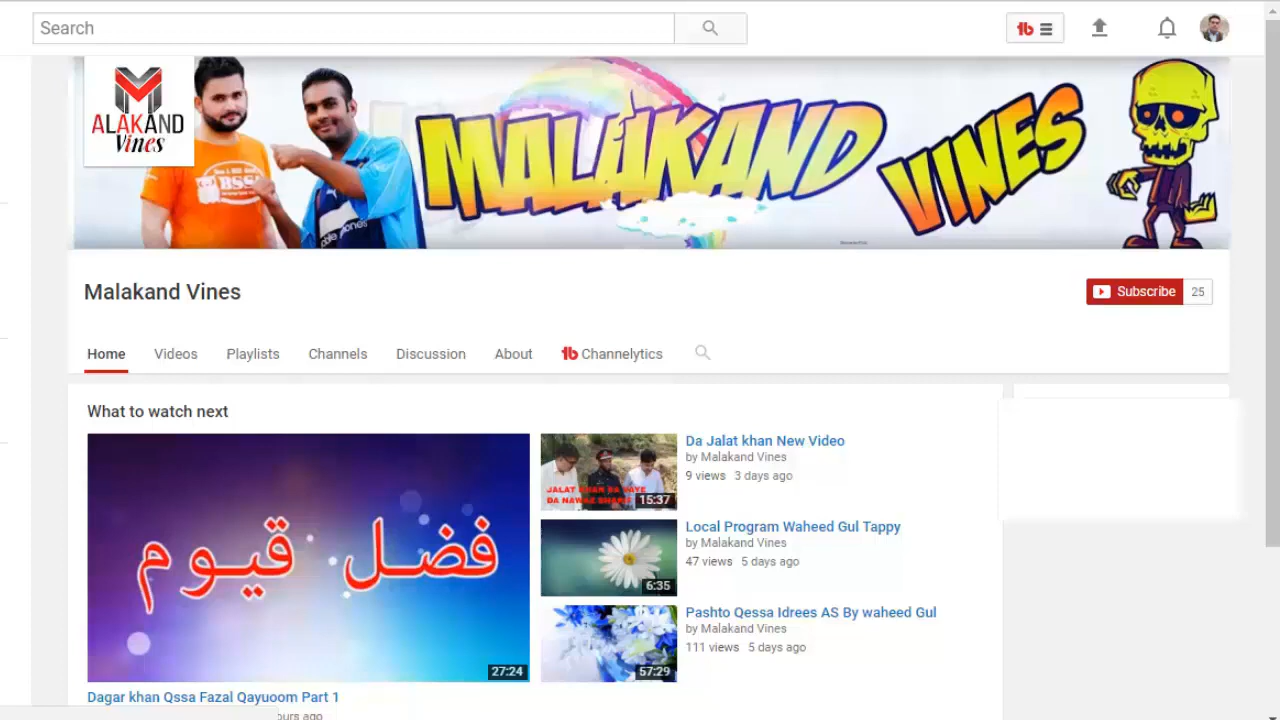 Search
ALAKAND
Vines
BSS
MALAKAND VINES
Malakand Vines
Subscribe 25
Home Videos Playlists Channels Discussion About Channelytics
What to watch next
فضل قیوم
27:24
Dagar khan Qssa Fazal Qayuoom Part 1
ours ago
JALAT KHAN DA
DA NAWAZ
15:37
Da Jalat khan New Video
by Malakand Vines
9 views 3 days ago
6:35
Local Program Waheed Gul Tappy
by Malakand Vines
47 views 5 days ago
57:29
Pashto Qessa Idrees AS By waheed Gul
by Malakand Vines
111 views 5 days ago